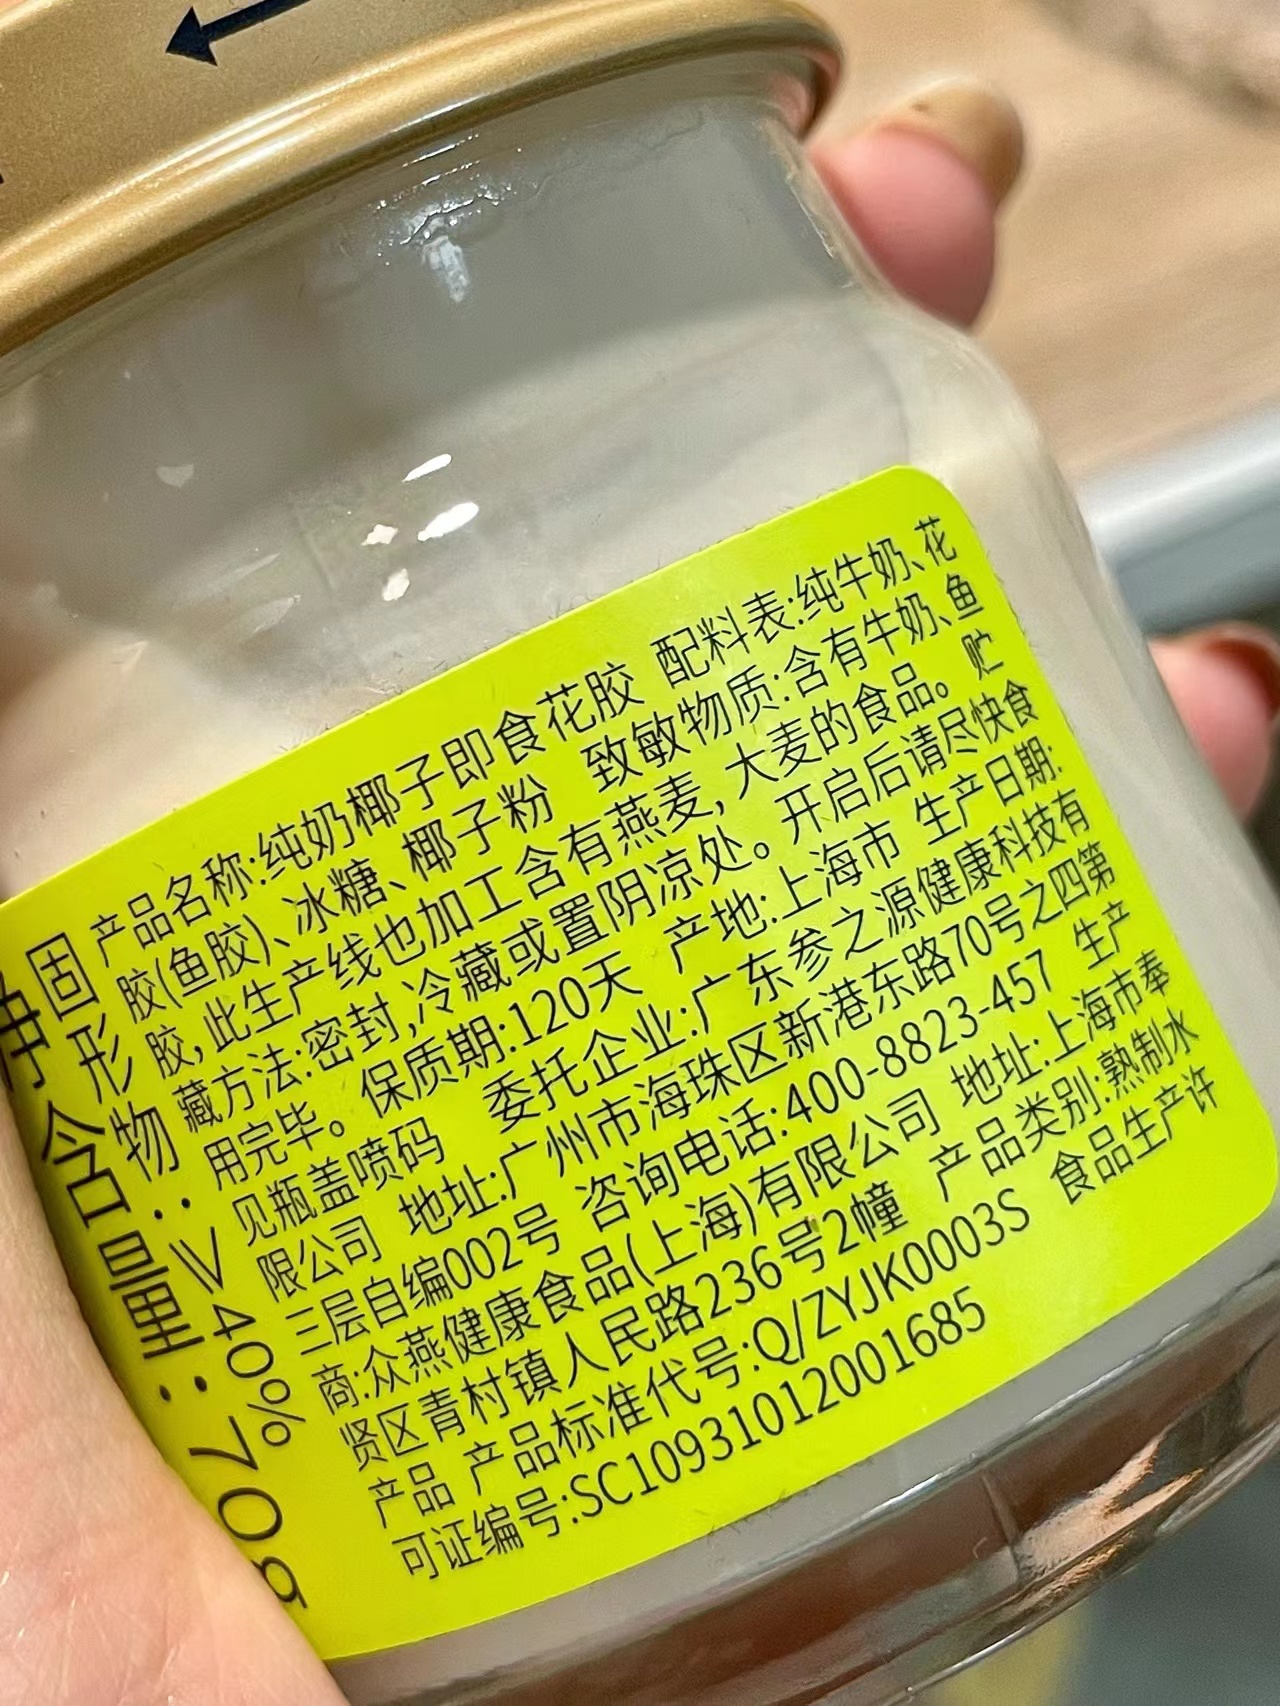 产品名称:纯奶椰子即食花胶 配料表:纯牛奶、花
胶(鱼胶)、冰糖、椰子粉 致敏物质:含有牛奶、鱼
胶,此生产线也加工含有燕麦,大麦的食品。 贮
藏方法:密封,冷藏或置阴凉处。开启后请尽快食
用完毕。 保质期:120天 产地:上海市 生产日期:
见瓶盖喷码 委托企业:广东参之源健康科技有
限公司 地址:广州市海珠区新港东路70号之四第
三层自编002号 咨询电话:400-8823-457 生产
商:众燕健康食品(上海)有限公司 地址:上海市奉
贤区青村镇人民路236号2幢 产品类别:熟制水
产品 产品标准代号:Q/ZYJK0003S 食品生产许
可证编号:SC10931012001685
固形物:≥40%
净含量:70g